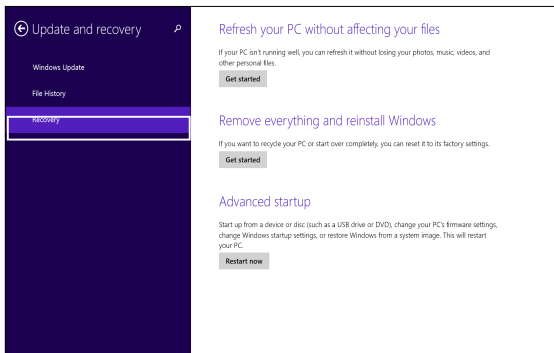 Update and recovery
Windows Update
File History
Recovery
Refresh your PC without affecting your files
If your PC isn't running well, you can refresh it without losing your photos, music, videos, and
other personal files.
Get started
Remove everything and reinstall Windows
If you want to recycle your PC or start over completely, you can reset it to its factory settings.
Get started
Advanced startup
Start up from a device or disc (such as a USB drive or DVD), change your PC's firmware settings,
change Windows startup settings, or restore Windows from a system image. This will restart
your PC.
Restart now